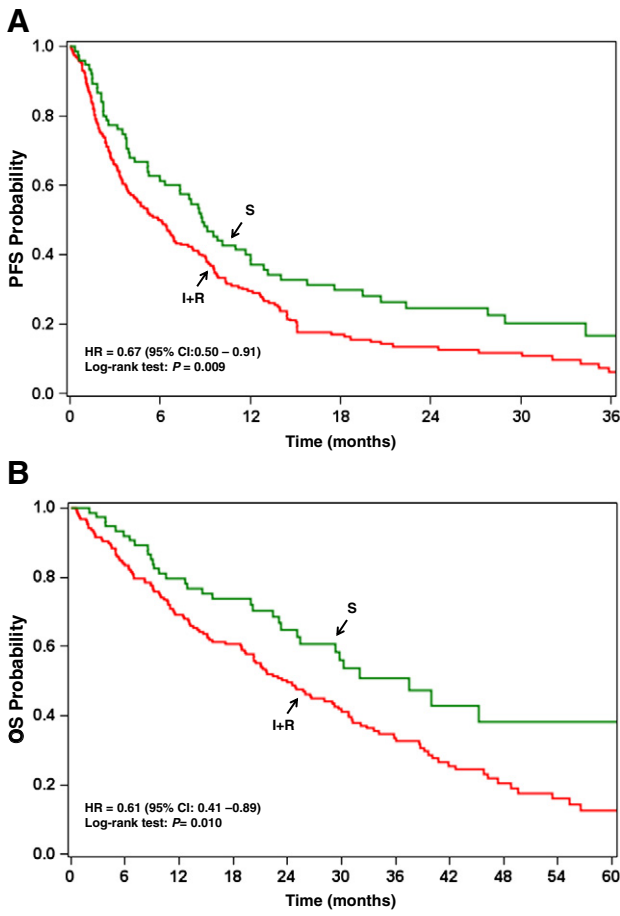 A
1.0
0.8
0.6
0.4
0.2
0.0
PFS Probability
S
I+R
HR = 0.67 (95% CI:0.50 – 0.91)
Log-rank test: P = 0.009
0 6 12 18 24 30 36
Time (months)
B
1.0
0.8
0.6
0.4
0.2
0.0
OS Probability
S
I+R
HR = 0.61 (95% CI: 0.41 –0.89)
Log-rank test: P= 0.010
0 6 12 18 24 30 36 42 48 54 60
Time (months)